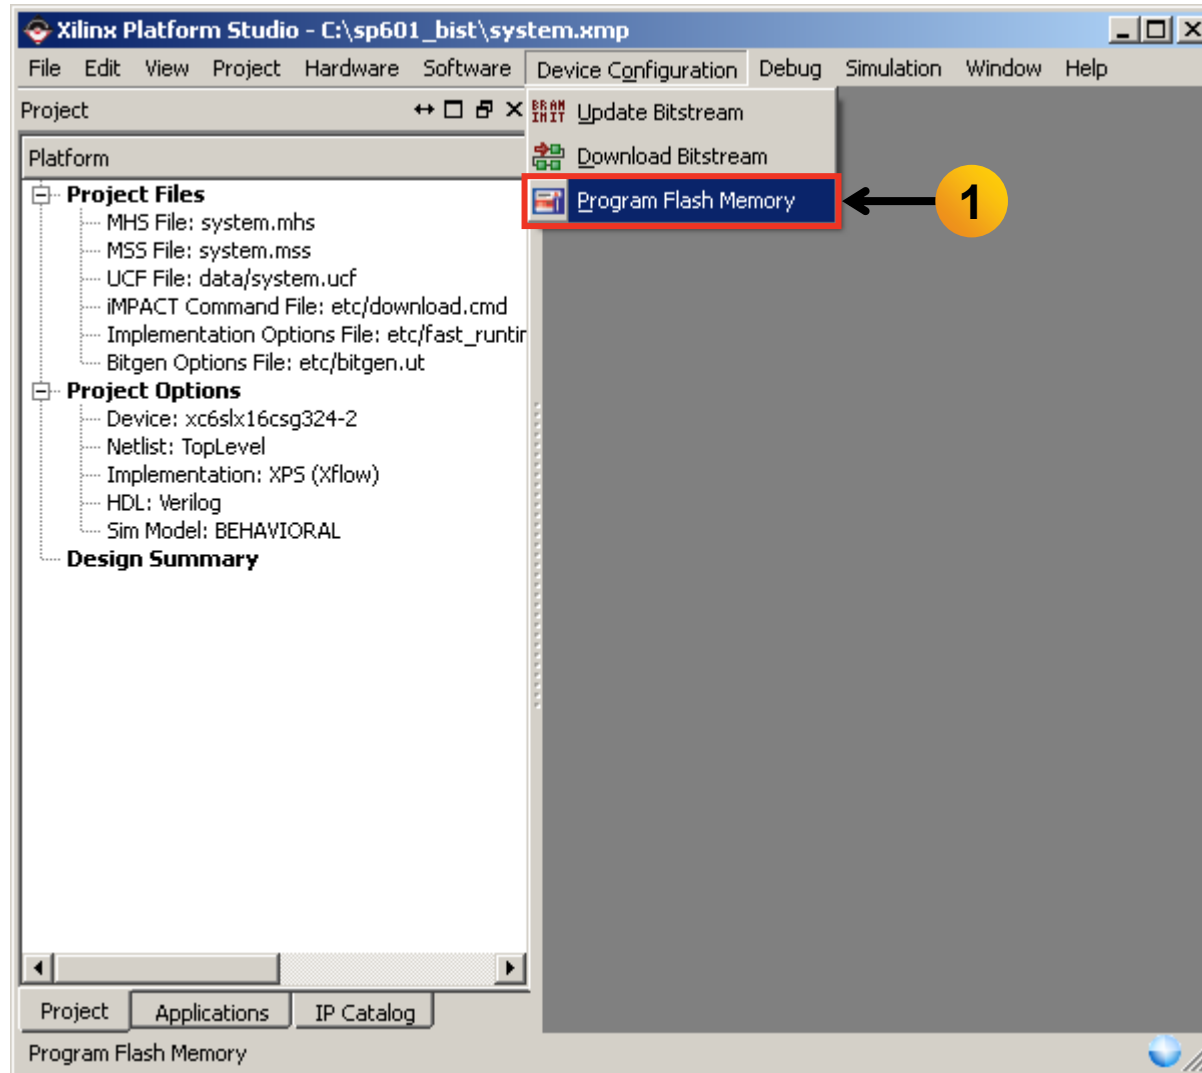 Xilinx Platform Studio - C:\sp601_bist\system.xmp
File Edit View Project Hardware Software Device Configuration Debug Simulation Window Help
Project
BRAM INIT Update Bitstream
Platform
Download Bitstream
Program Flash Memory
1
Project Files
MHS File: system.mhs
MSS File: system.mss
UCF File: data/system.ucf
iMPACT Command File: etc/download.cmd
Implementation Options File: etc/fast_runtin
Bitgen Options File: etc/bitgen.ut
Project Options
Device: xc6slx16csg324-2
Netlist: TopLevel
Implementation: XPS (Xflow)
HDL: Verilog
Sim Model: BEHAVIORAL
Design Summary
Project Applications IP Catalog
Program Flash Memory